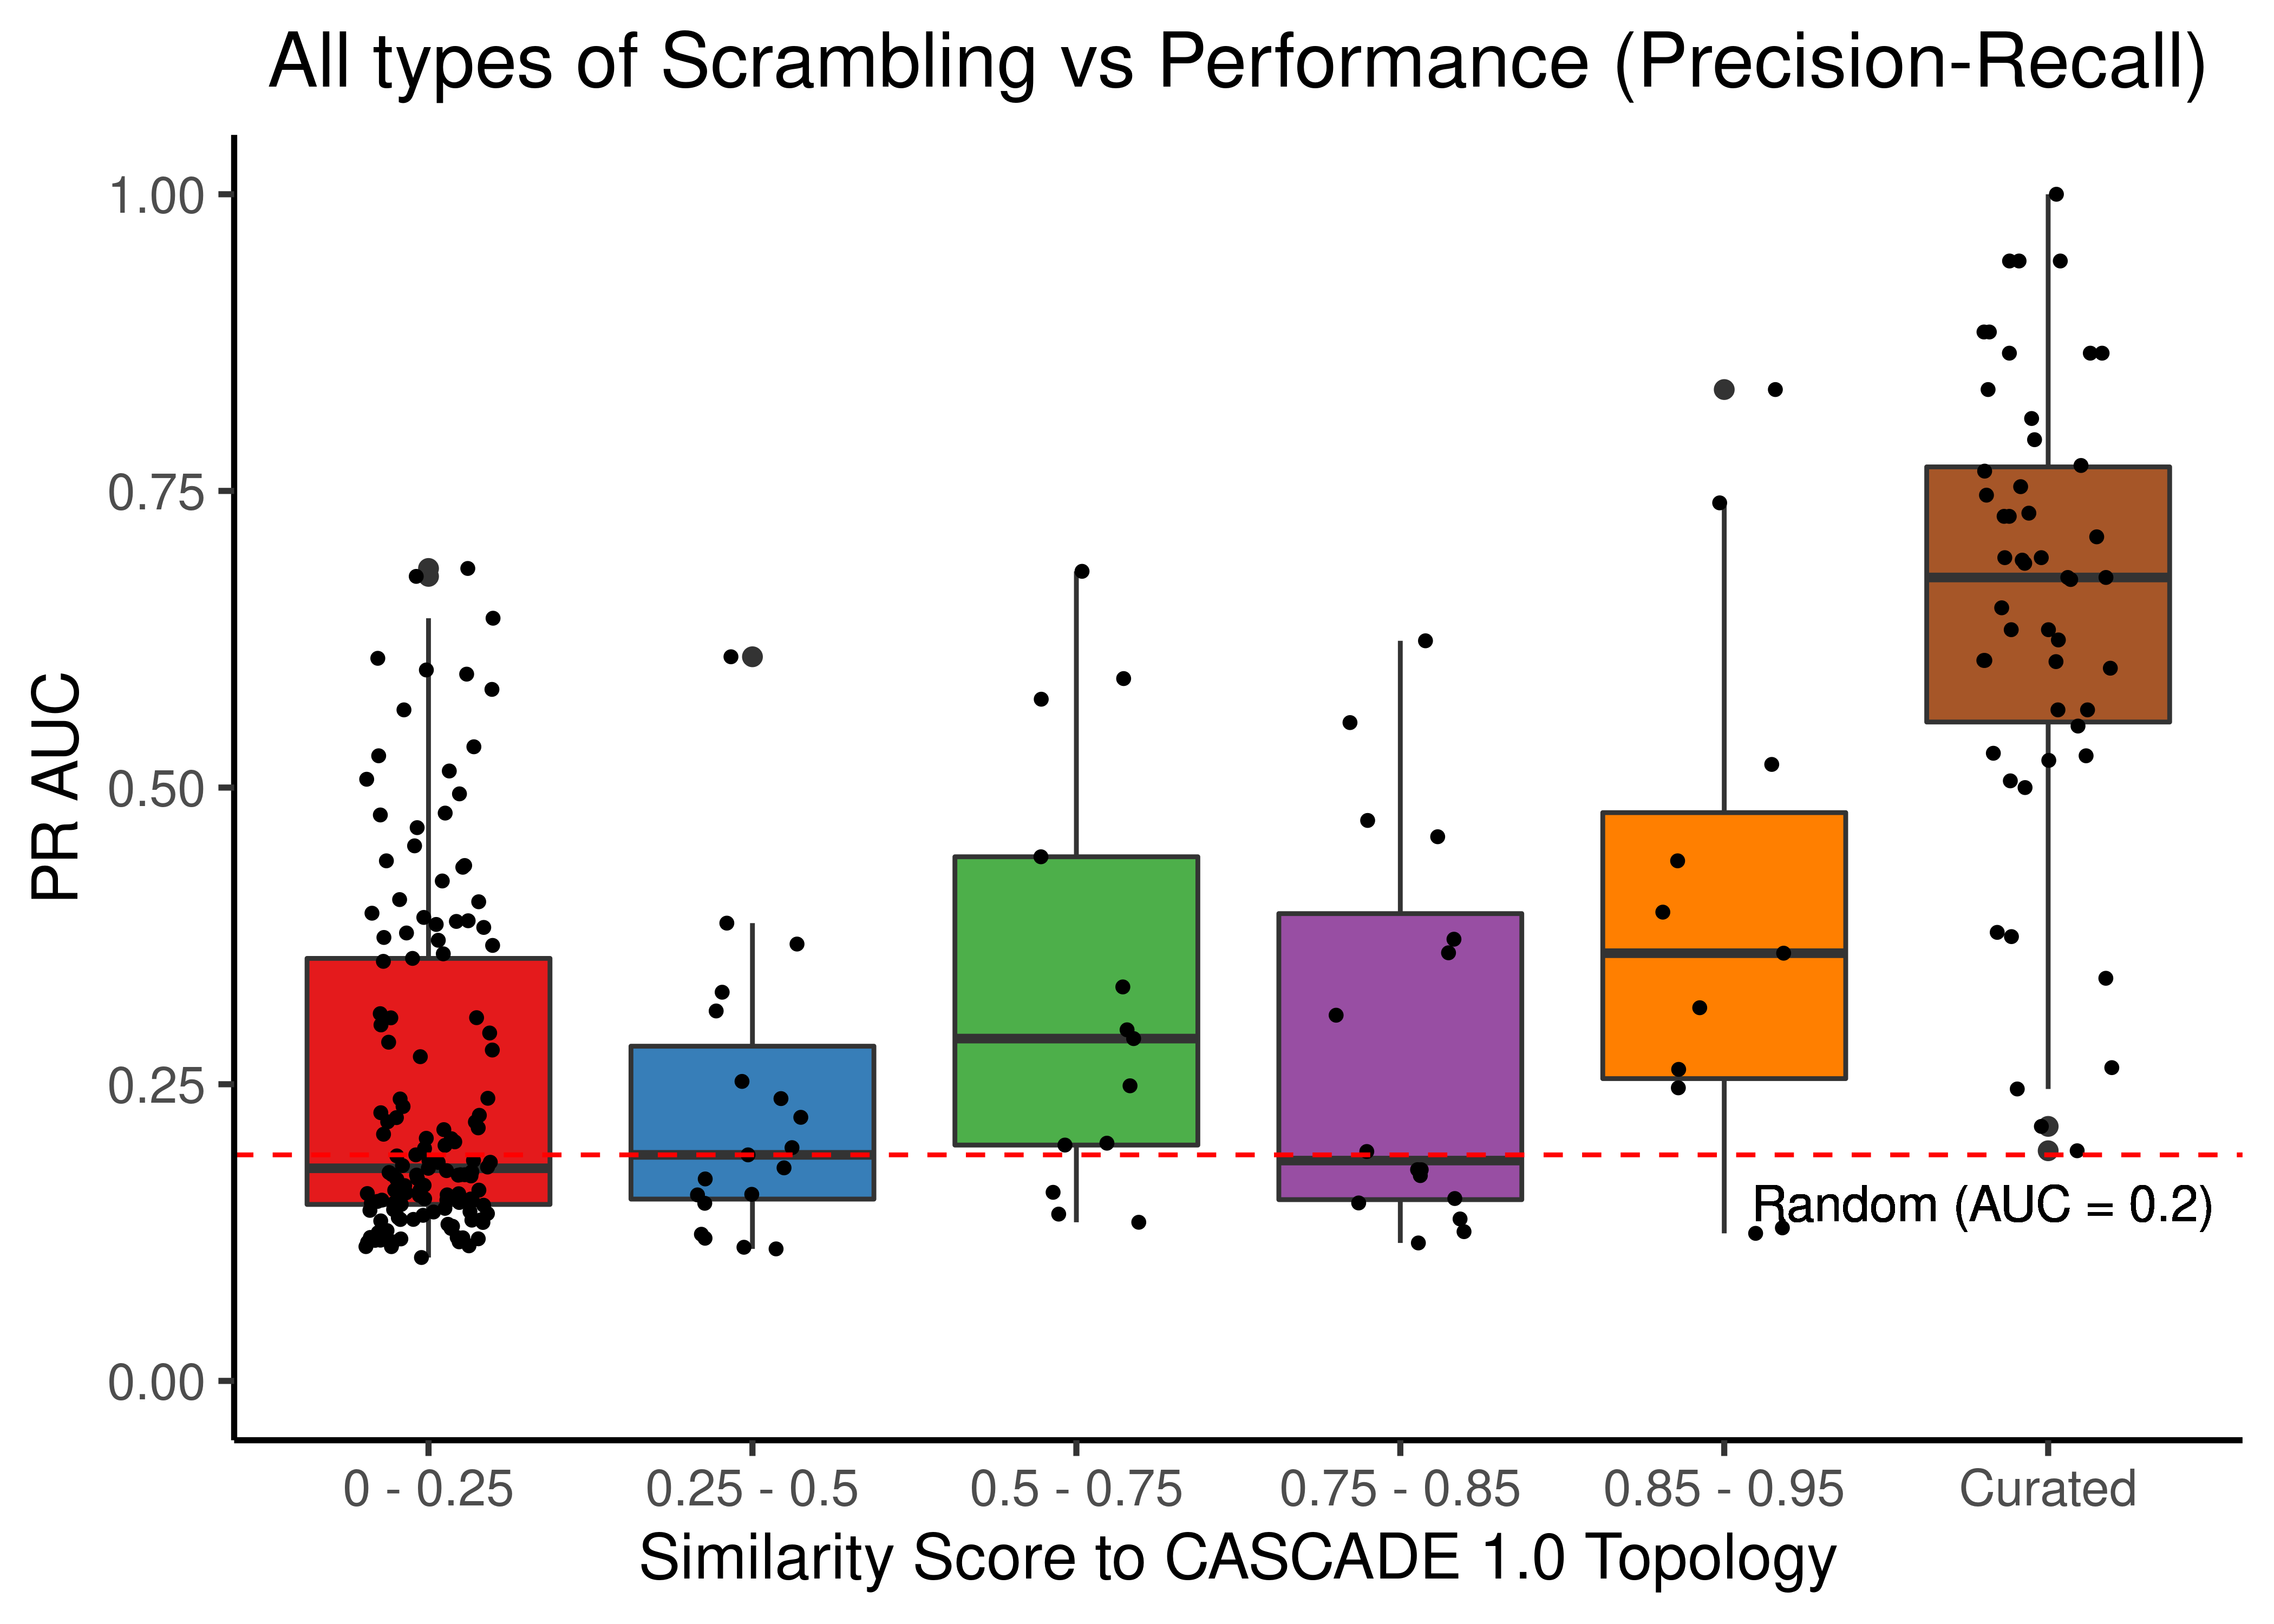 All types of Scrambling vs Performance (Precision-Recall)
PR AUC
1.00
0.75
0.50
0.25
0.00
Random (AUC = 0.2)
0 - 0.25
0.25 - 0.5
0.5 - 0.75
0.75 - 0.85
0.85 - 0.95
Curated
Similarity Score to CASCADE 1.0 Topology